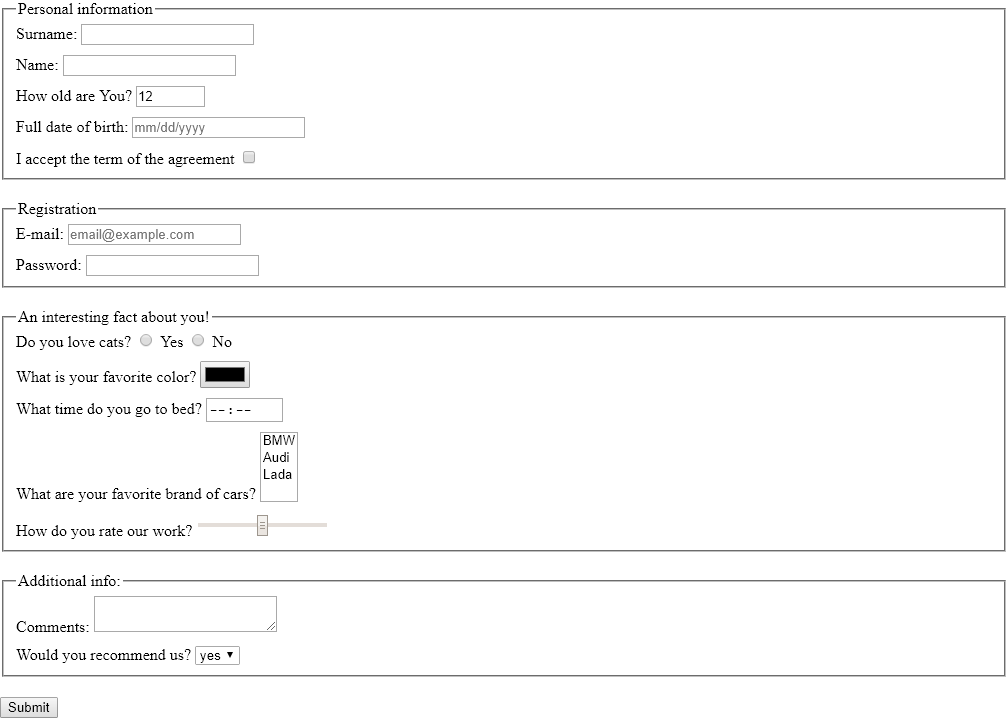 Personal information
Surname:
Name:
How old are You? 12
Full date of birth: mm/dd/yyyy
I accept the term of the agreement
Registration
E-mail: email@example.com
Password:
An interesting fact about you!
Do you love cats? Yes No
What is your favorite color?
What time do you go to bed? --:--
BMW
Audi
Lada
What are your favorite brand of cars?
How do you rate our work?
Additional info:
Comments:
Would you recommend us? yes
Submit